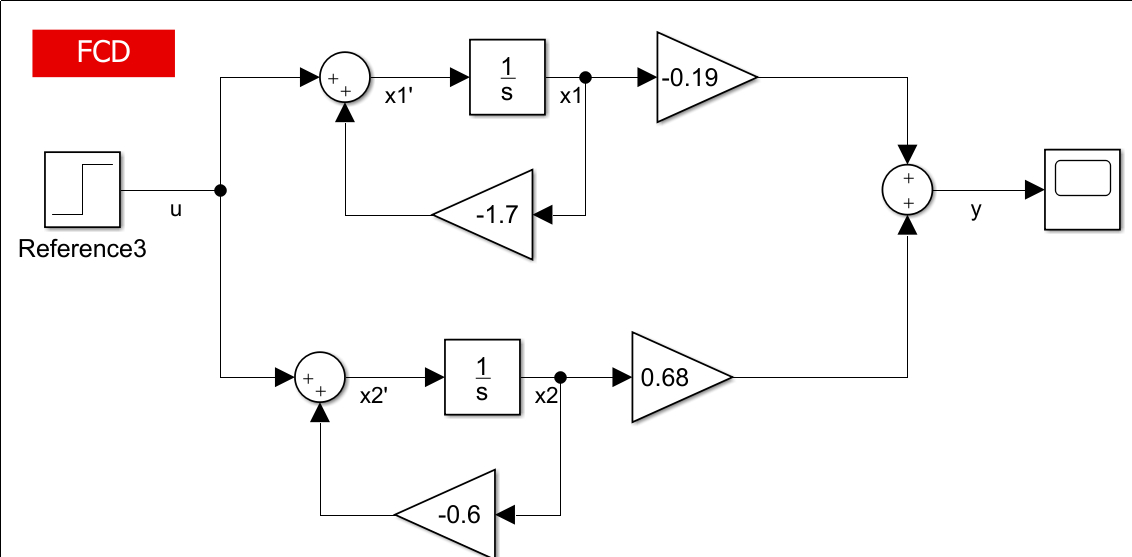 FCD
+
+
x1'
1
s
x1
-0.19
-1.7
u
Reference3
+
+
y
+
+
x2'
1
s
x2
0.68
-0.6